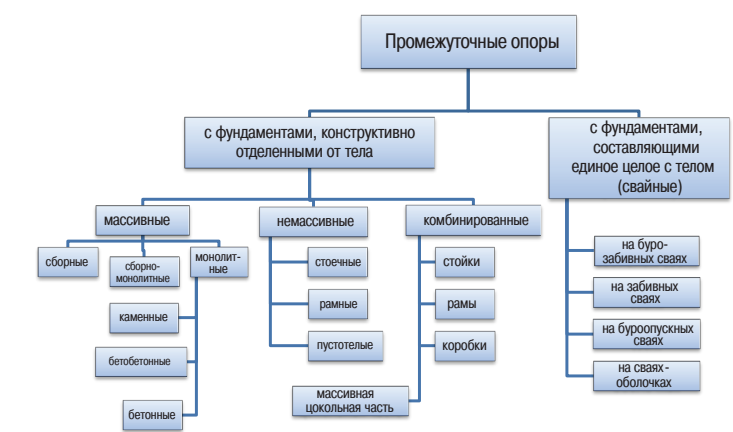 Промежуточные опоры
с фундаментами, конструктивно
отделенными от тела
с фундаментами,
составляющими
единое целое с телом
(свайные)
массивные
немассивные
комбинированные
сборные
сборно-
монолитные
монолит-
ные
каменные
бетобетонные
бетонные
стоечные
рамные
пустотелые
стойки
рамы
коробки
массивная
цокольная часть
на буро-
забивных сваях
на забивных
сваях
на буроопускных
сваях
на сваях-
оболочках